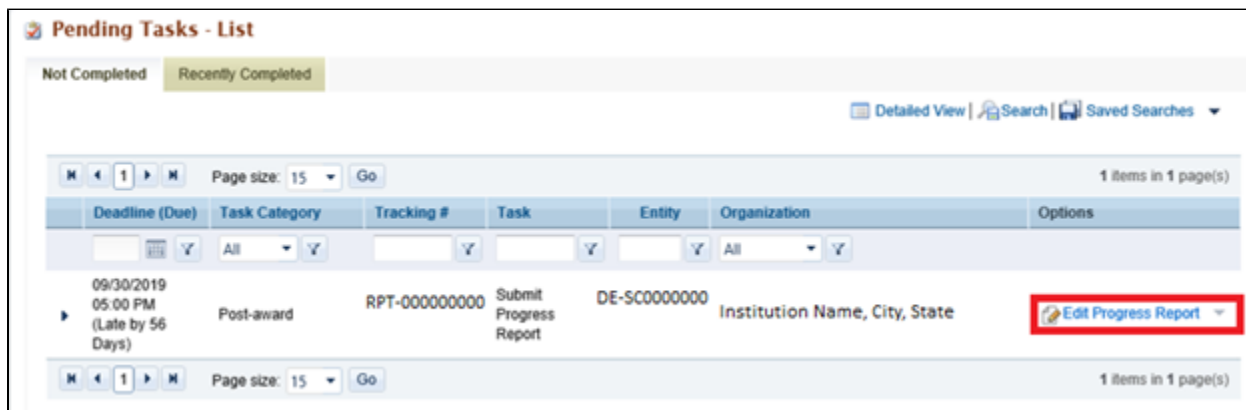 Pending Tasks - List
Not Completed Recently Completed
Detailed View | Search | Saved Searches
1 Page size: 15 Go 1 items in 1 page(s)
Deadline (Due) Task Category Tracking # Task Entity Organization Options
All All
09/30/2019
05:00 PM
(Late by 56
Days)
Post-award
RPT-000000000
Submit
Progress
Report
DE-SC0000000
Institution Name, City, State
Edit Progress Report
1 Page size: 15 Go 1 items in 1 page(s)